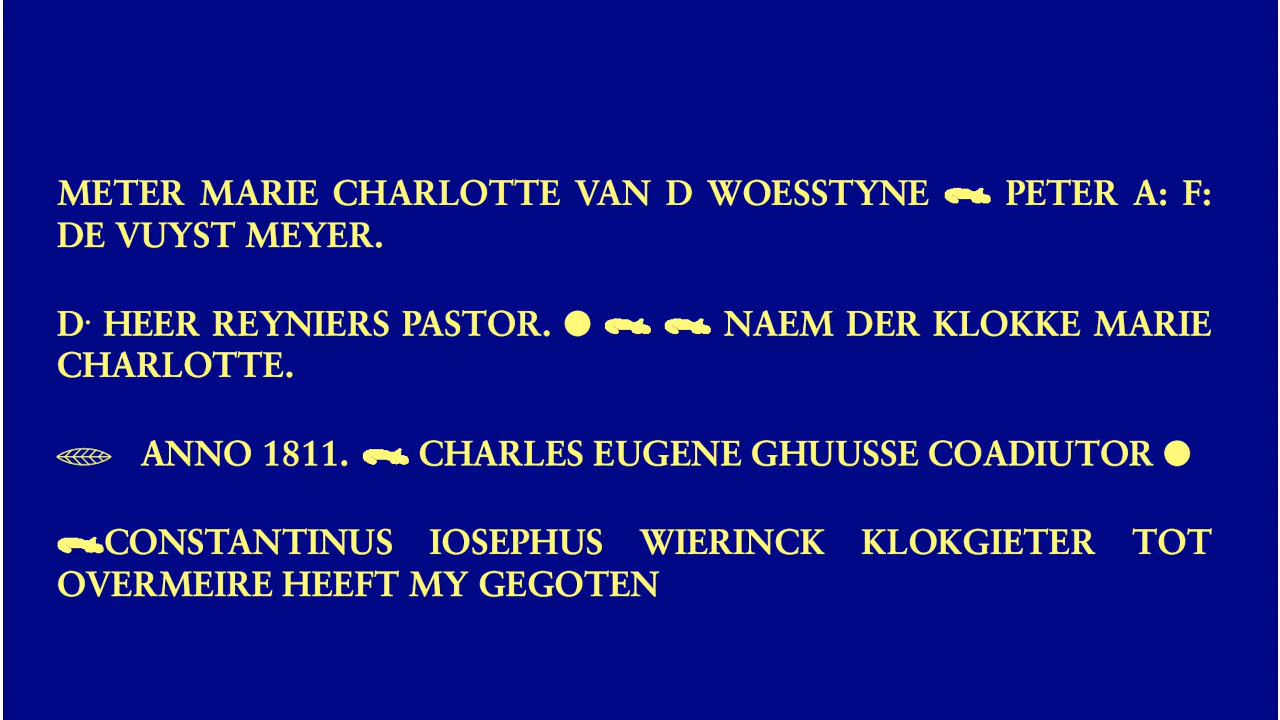 METER MARIE CHARLOTTE VAN D WOESSTYNE PETER A: F:
DE VUYST MEYER.
D· HEER REYNIERS PASTOR. ● NAEM DER KLOKKE MARIE
CHARLOTTE.
ANNO 1811. CHARLES EUGENE GHUUSSE COADIUTOR ●
CONSTANTINUS IOSEPHUS WIERINCK KLOKGIETER TOT
OVERMEIRE HEEFT MY GEGOTEN